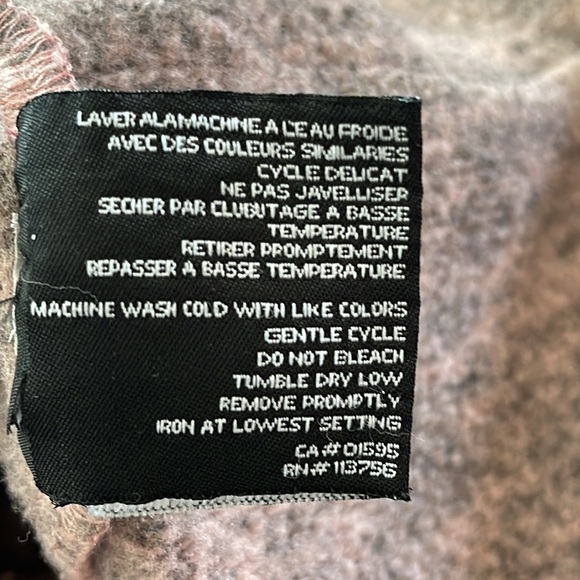 LAVER ALAMACHINE A L'EAU FROIDE
AVEC DES COULEURS SIMILARIES
CYCLE DELICAT
NE PAS JAVELLISER
SECHER PAR CLUBUTAGE A BASSE
TEMPERATURE
RETIRER PROMPTEMENT
REPASSER A BASSE TEMPERATURE
MACHINE WASH COLD WITH LIKE COLORS
GENTLE CYCLE
DO NOT BLEACH
TUMBLE DRY LOW
REMOVE PROMPTLY
IRON AT LOWEST SETTING
CA# 01595
RN# 113756